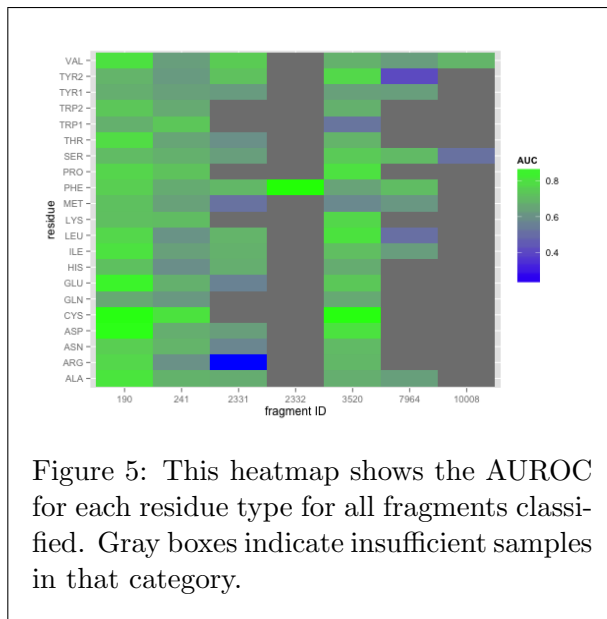 VAL
TYR2
TYR1
TRP2
TRP1
THR
SER
PRO
PHE
MET
LYS
LEU
ILE
HIS
GLU
GLN
CYS
ASP
ASN
ARG
ALA
residue
190 241 2331 2332 3520 7964 10008
fragment ID
AUC
0.8
0.6
0.4
Figure 5: This heatmap shows the AUROC
for each residue type for all fragments classi-
fied. Gray boxes indicate insufficient samples
in that category.